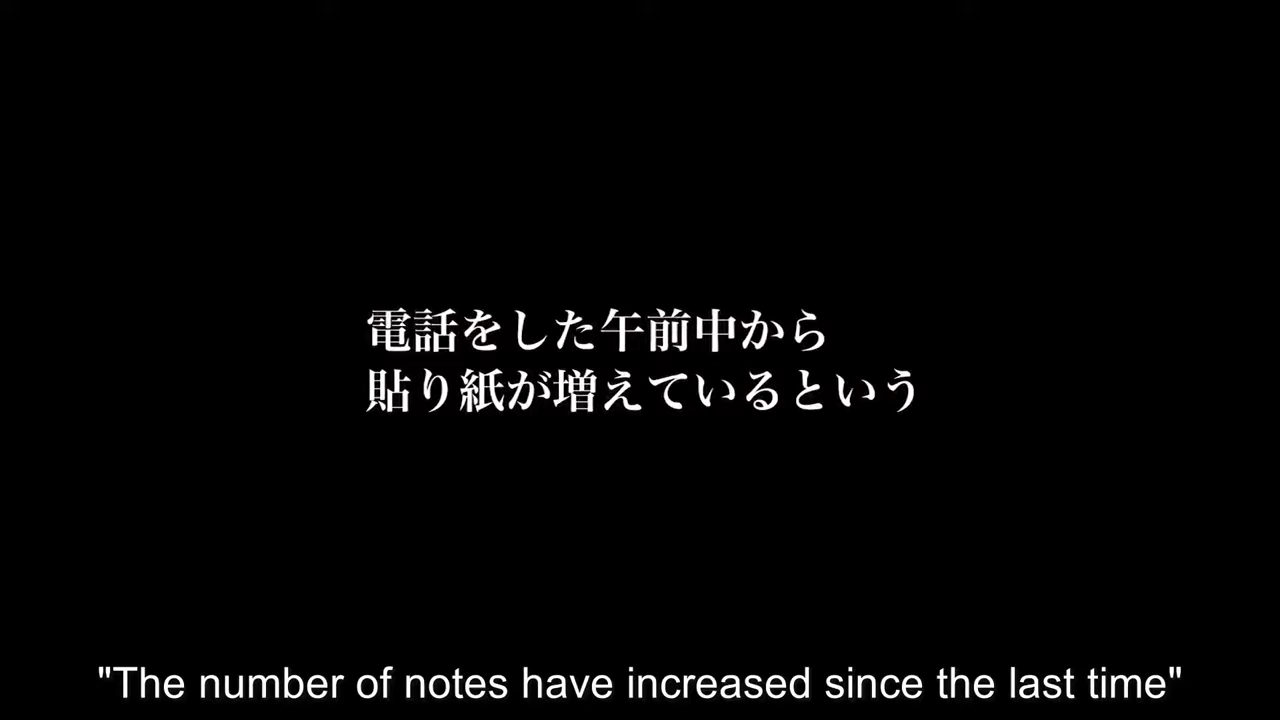 電話をした午前中から
貼り紙が増えているという
"The number of notes have increased since the last time"